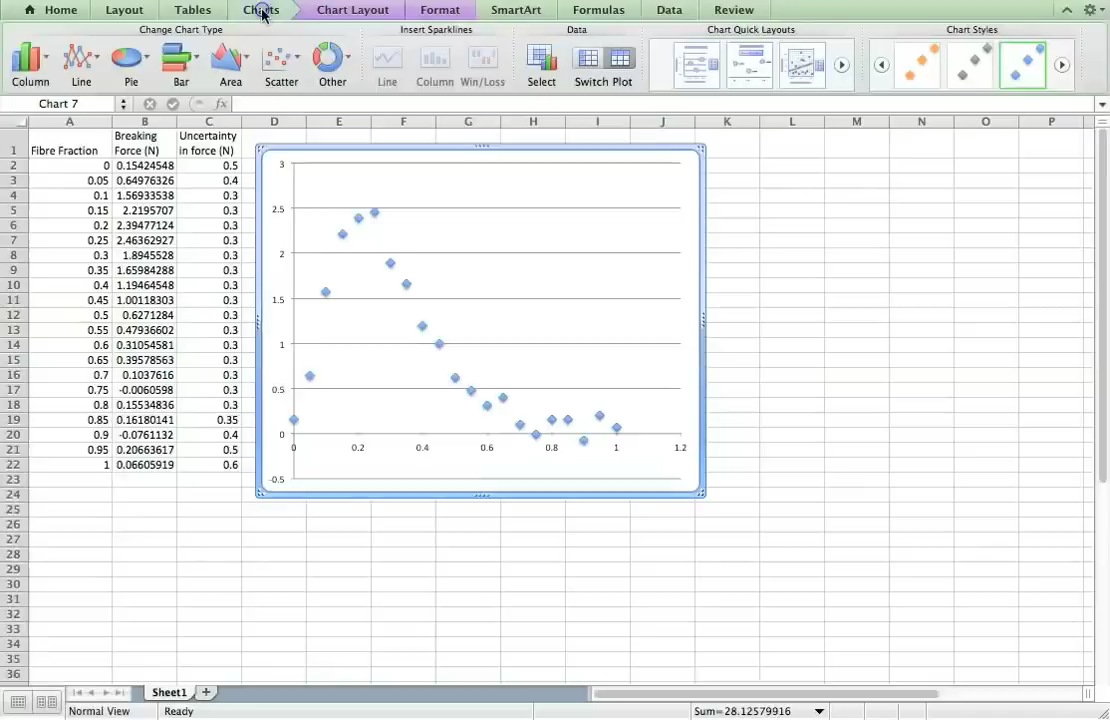 Home Layout Tables Charts Chart Layout Format SmartArt Formulas Data Review
Change Chart Type Insert Sparklines Data Chart Quick Layouts Chart Styles
Column Line Pie Bar Area Scatter Other Line Column Win/Loss Select Switch Plot
Chart 7 fx
A B C D E F G H I J K L M N O P
1 Fibre Fraction Breaking Force (N) Uncertainty in force (N)
2 0 0.15424548 0.5
3 0.05 0.64976326 0.4
4 0.1 1.56933538 0.3
5 0.15 2.2195707 0.3
6 0.2 2.39477124 0.3
7 0.25 2.46362927 0.3
8 0.3 1.8945528 0.3
9 0.35 1.65984288 0.3
10 0.4 1.19464548 0.3
11 0.45 1.00118303 0.3
12 0.5 0.6271284 0.3
13 0.55 0.47936602 0.3
14 0.6 0.31054581 0.3
15 0.65 0.39578563 0.3
16 0.7 0.1037616 0.3
17 0.75 -0.0060598 0.3
18 0.8 0.15534836 0.3
19 0.85 0.16180141 0.35
20 0.9 -0.0761132 0.4
21 0.95 0.20663617 0.5
22 1 0.06605919 0.6
23
24
25
26
27
28
29
30
31
32
33
34
35
36
3
2.5
2
1.5
1
0.5
0
0 0.2 0.4 0.6 0.8 1 1.2
-0.5
Sheet1
Normal View Ready Sum=28.12579916